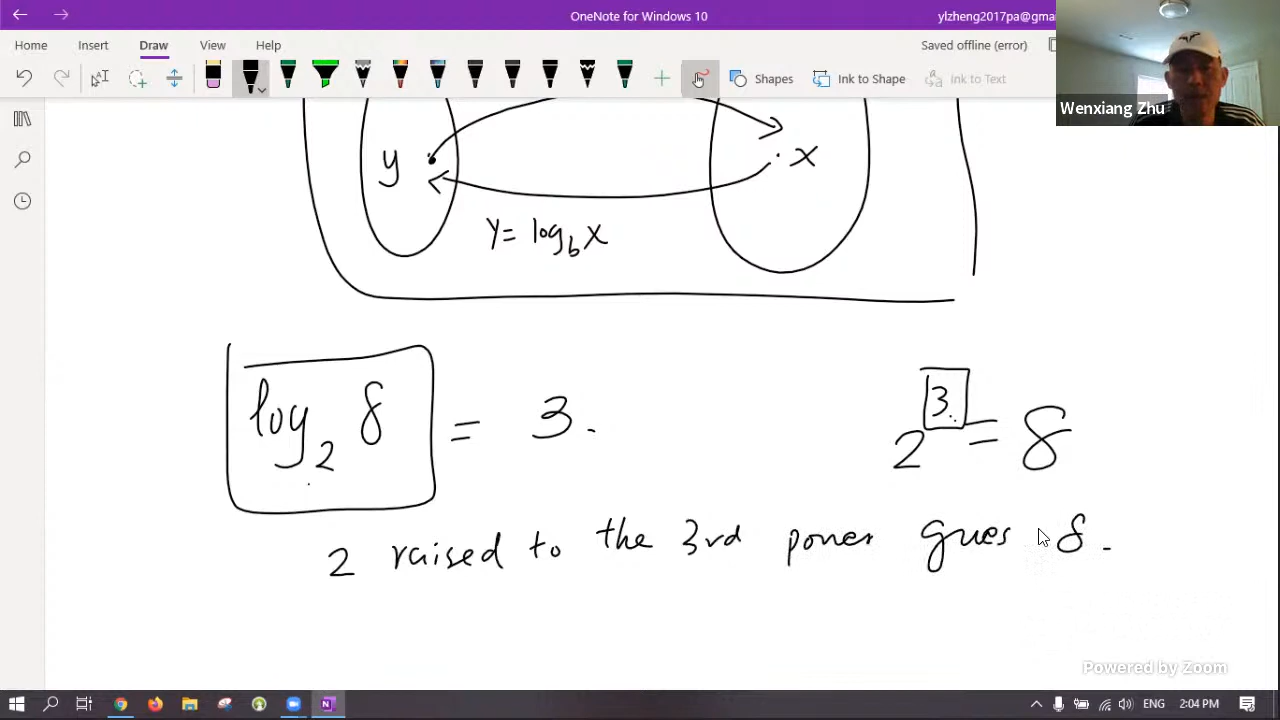 OneNote for Windows 10
ylzheng2017pa@gma
Home Insert Draw View Help
Saved offline (error)
Shapes Ink to Shape Ink to Text
Wenxiang Zhu
y x
y = log_b x
log_2 8 = 3.
2^3 = 8
2 raised to the 3rd power gives 8.
Powered by Zoom
ENG 2:04 PM